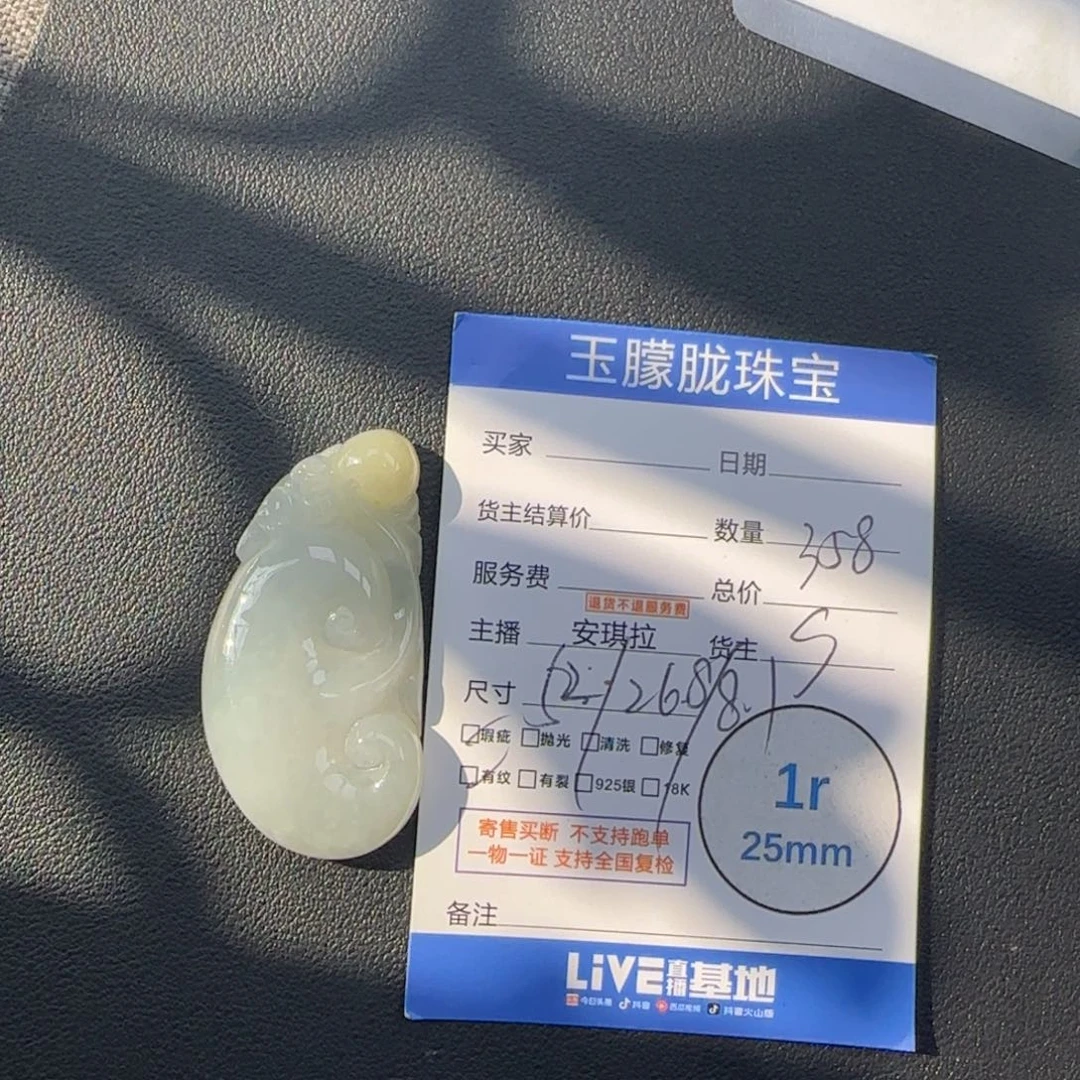 玉朦胧珠宝
买家 日期
货主结算价 数量 358
服务费 总价
退货不退服务费
主播 安琪拉 货主 S
尺寸
瑕疵 抛光 清洗 修复
有纹 有裂 925银 18K
1r
25mm
寄售买断 不支持跑单
一物一证 支持全国复检
备注
LiVE直播基地
今日头条 抖音 西瓜视频 抖音火山版